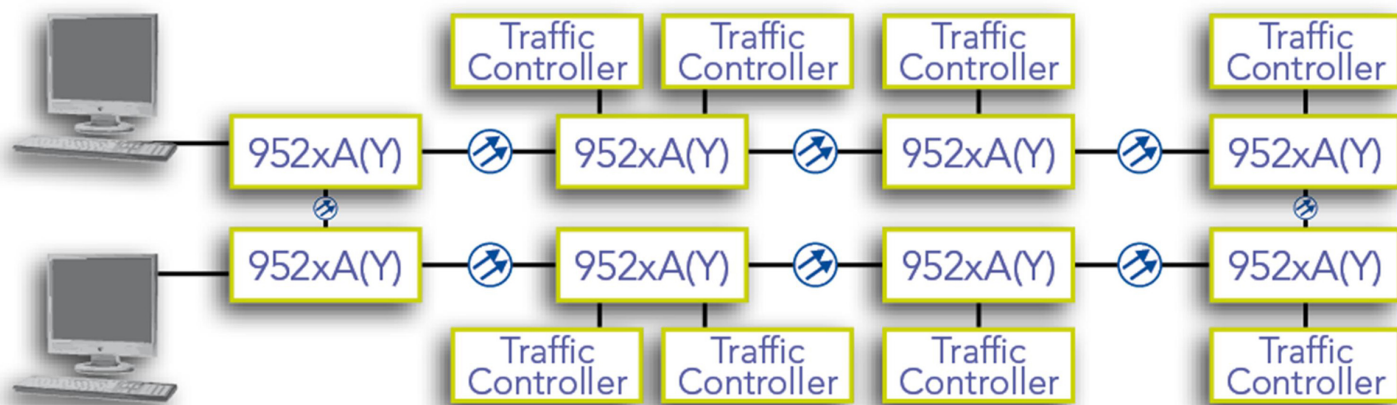 Traffic
Controller
Traffic
Controller
Traffic
Controller
Traffic
Controller
952xA(Y)
952xA(Y)
952xA(Y)
952xA(Y)
952xA(Y)
952xA(Y)
952xA(Y)
952xA(Y)
Traffic
Controller
Traffic
Controller
Traffic
Controller
Traffic
Controller